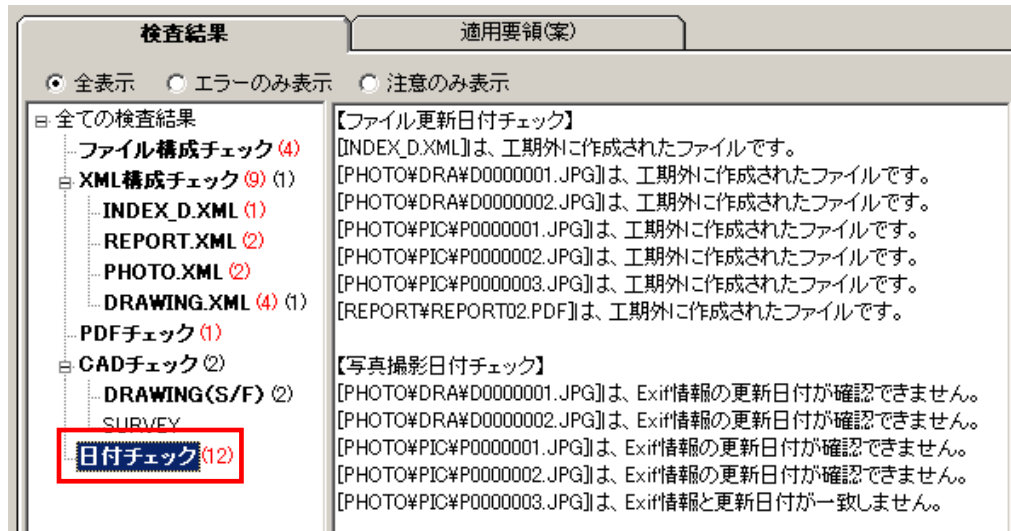 検査結果
適用要領(案)
全表示 エラーのみ表示 注意のみ表示
全ての検査結果
ファイル構成チェック (4)
XML構成チェック (9) (1)
INDEX_D.XML (1)
REPORT.XML (2)
PHOTO.XML (2)
DRAWING.XML (4) (1)
PDFチェック (1)
CADチェック (2)
DRAWING(S/F) (2)
SURVEY
日付チェック (12)
【ファイル更新日付チェック】
[INDEX_D.XML]は、工期外に作成されたファイルです。
[PHOTO¥DRA¥D0000001.JPG]は、工期外に作成されたファイルです。
[PHOTO¥DRA¥D0000002.JPG]は、工期外に作成されたファイルです。
[PHOTO¥PIC¥P0000001.JPG]は、工期外に作成されたファイルです。
[PHOTO¥PIC¥P0000002.JPG]は、工期外に作成されたファイルです。
[PHOTO¥PIC¥P0000003.JPG]は、工期外に作成されたファイルです。
[REPORT¥REPORT02.PDF]は、工期外に作成されたファイルです。
【写真撮影日付チェック】
[PHOTO¥DRA¥D0000001.JPG]は、Exif情報の更新日付が確認できません。
[PHOTO¥DRA¥D0000002.JPG]は、Exif情報の更新日付が確認できません。
[PHOTO¥PIC¥P0000001.JPG]は、Exif情報の更新日付が確認できません。
[PHOTO¥PIC¥P0000002.JPG]は、Exif情報の更新日付が確認できません。
[PHOTO¥PIC¥P0000003.JPG]は、Exif情報と更新日付が一致しません。